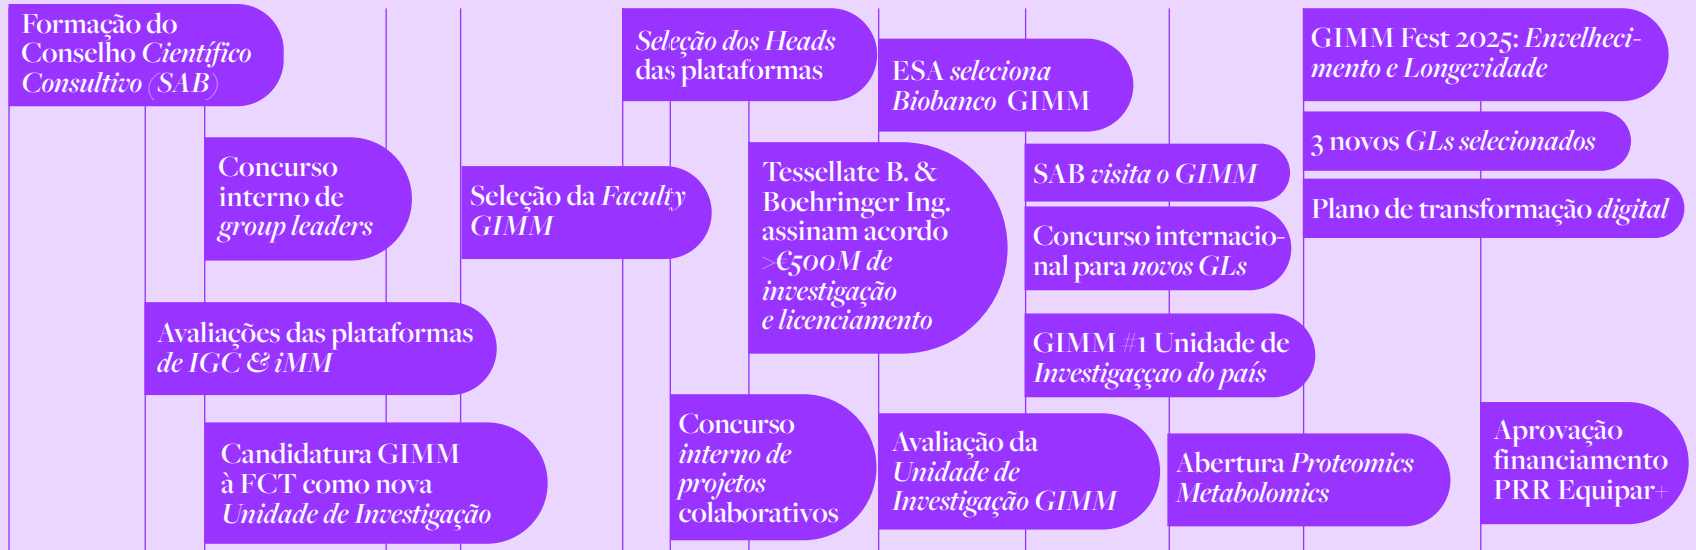 Formação do
Conselho Científico
Consultivo (SAB)
Concurso
interno de
group leaders
Avaliações das plataformas
de IGC & iMM
Candidatura GIMM
à FCT como nova
Unidade de Investigação
Seleção da Faculty
GIMM
Seleção dos Heads
das plataformas
Concurso
interno de
projetos
colaborativos
Tessellate B. &
Boehringer Ing.
assinam acordo
>€500M de
investigação
e licenciamento
ESA seleciona
Biobanco GIMM
Avaliação da
Unidade de
Investigação GIMM
SAB visita o GIMM
Concurso internacio-
nal para novos GLs
GIMM #1 Unidade de
Investigaçção do país
Abertura Proteomics
Metabolomics
GIMM Fest 2025: Envelheci-
mento e Longevidade
3 novos GLs selecionados
Plano de transformação digital
Aprovação
financiamento
PRR Equipar+